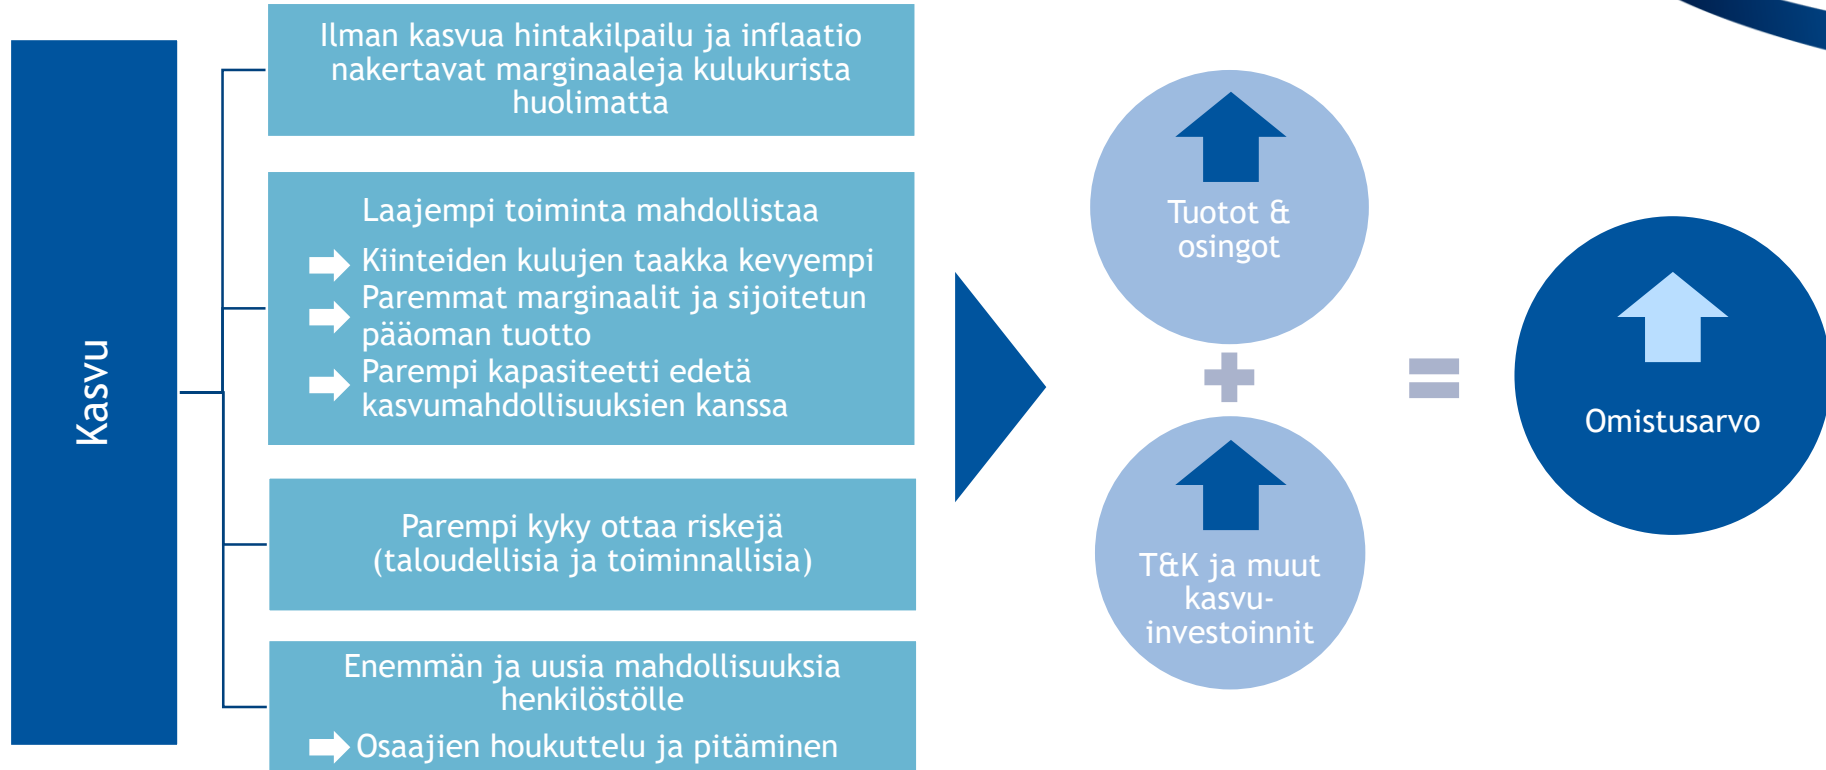 Kasvu
Ilman kasvua hintakilpailu ja inflaatio
nakertavat marginaaleja kulukurista
huolimatta
Laajempi toiminta mahdollistaa
Kiinteiden kulujen taakka kevyempi
Paremmat marginaalit ja sijoitetun
pääoman tuotto
Parempi kapasiteetti edetä
kasvumahdollisuuksien kanssa
Parempi kyky ottaa riskejä
(taloudellisia ja toiminnallisia)
Enemmän ja uusia mahdollisuuksia
henkilöstölle
Osaajien houkuttelu ja pitäminen
Tuotot &
osingot
+
T&K ja muut
kasvu-
investoinnit
=
Omistusarvo